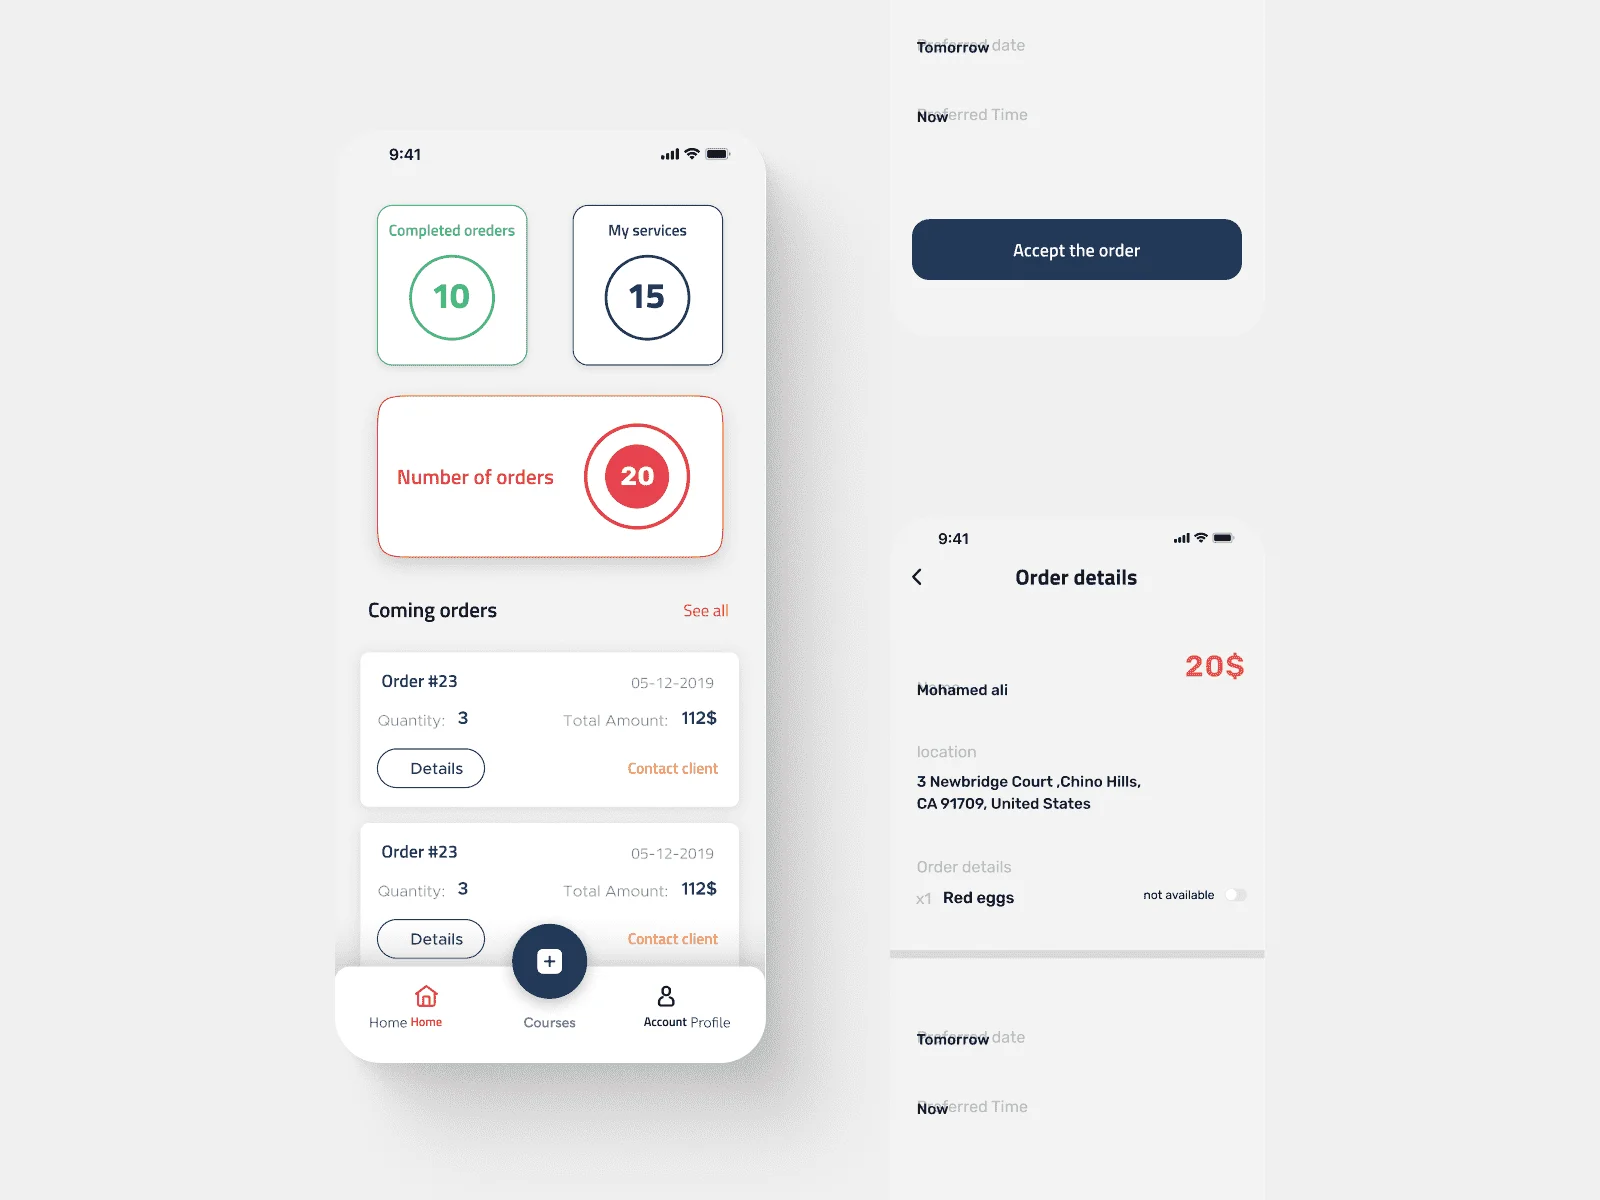 9:41
Completed oreders
My services
10
15
Number of orders
20
Coming orders
See all
Order #23
05-12-2019
Quantity: 3
Total Amount: 112$
Details
Contact client
Order #23
05-12-2019
Quantity: 3
Total Amount: 112$
Details
Contact client
Home Home
Courses
Account Profile
Preferred date
Tomorrow
Preferred Time
Now
Accept the order
9:41
Order details
20$
Mohamed ali
location
3 Newbridge Court ,Chino Hills,
CA 91709, United States
Order details
x1 Red eggs
not available
Preferred date
Tomorrow
Preferred Time
Now